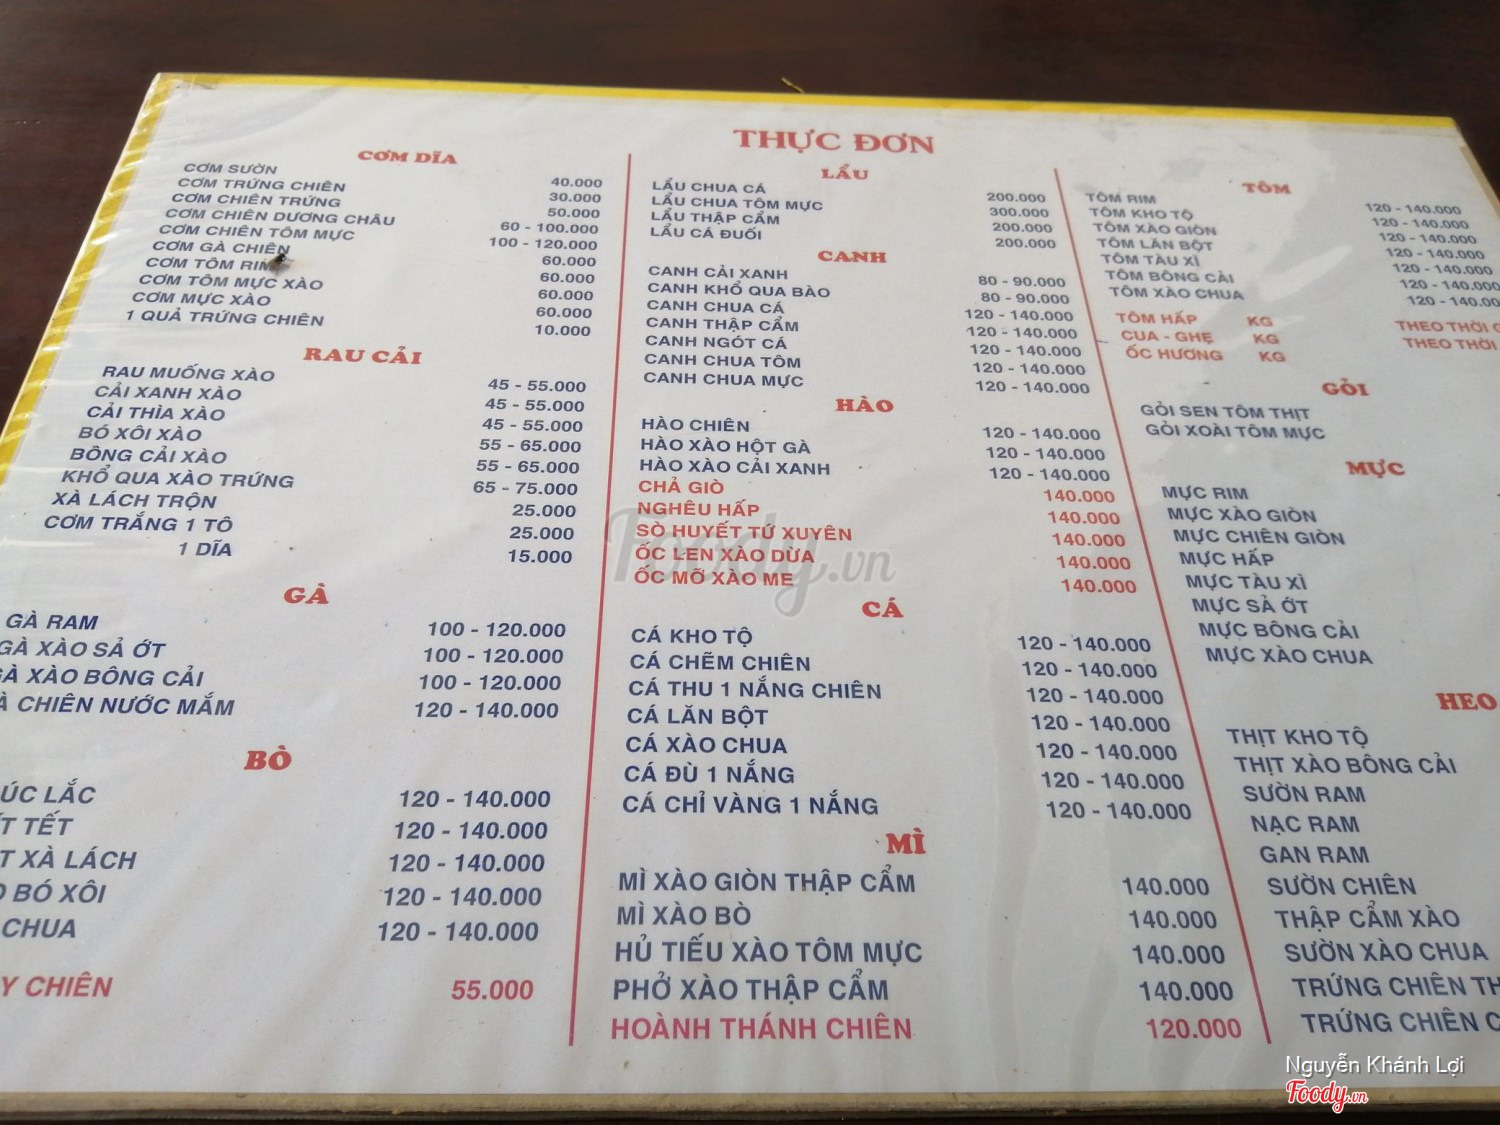 THỰC ĐƠN
CƠM DĨA
CƠM SƯỜN 40.000
CƠM TRỨNG CHIÊN 30.000
CƠM CHIÊN TRỨNG 50.000
CƠM CHIÊN DƯƠNG CHÂU 60 - 100.000
CƠM CHIÊN TÔM MỰC 100 - 120.000
CƠM GÀ CHIÊN 60.000
CƠM TÔM RIM 60.000
CƠM TÔM MỰC XÀO 60.000
CƠM MỰC XÀO 60.000
1 QUẢ TRỨNG CHIÊN 10.000
RAU CẢI
RAU MUỐNG XÀO 45 - 55.000
CẢI XANH XÀO 45 - 55.000
CẢI THÌA XÀO 45 - 55.000
BÓ XÔI XÀO 55 - 65.000
BÔNG CẢI XÀO 55 - 65.000
KHỔ QUA XÀO TRỨNG 65 - 75.000
XÀ LÁCH TRỘN 25.000
CƠM TRẮNG 1 TÔ 25.000
1 DĨA 15.000
GÀ
GÀ RAM 100 - 120.000
GÀ XÀO SẢ ỚT 100 - 120.000
GÀ XÀO BÔNG CẢI 100 - 120.000
À CHIÊN NƯỚC MẮM 120 - 140.000
BÒ
ÚC LẮC 120 - 140.000
ÍT TẾT 120 - 140.000
T XÀ LÁCH 120 - 140.000
O BÓ XÔI 120 - 140.000
CHUA 120 - 140.000
Y CHIÊN 55.000
LẨU
LẨU CHUA CÁ 200.000
LẨU CHUA TÔM MỰC 300.000
LẨU THẬP CẨM 200.000
LẨU CÁ ĐUỐI 200.000
CANH
CANH CẢI XANH 80 - 90.000
CANH KHỔ QUA BÀO 80 - 90.000
CANH CHUA CÁ 120 - 140.000
CANH THẬP CẨM 120 - 140.000
CANH NGÓT CÁ 120 - 140.000
CANH CHUA TÔM 120 - 140.000
CANH CHUA MỰC 120 - 140.000
HÀO
HÀO CHIÊN 120 - 140.000
HÀO XÀO HỘT GÀ 120 - 140.000
HÀO XÀO CẢI XANH 120 - 140.000
CHẢ GIÒ 140.000
NGHÊU HẤP 140.000
SÒ HUYẾT TỨ XUYÊN 140.000
ỐC LEN XÀO DỪA 140.000
ỐC MỠ XÀO ME 140.000
CÁ
CÁ KHO TỘ 120 - 140.000
CÁ CHẼM CHIÊN 120 - 140.000
CÁ THU 1 NẮNG CHIÊN 120 - 140.000
CÁ LĂN BỘT 120 - 140.000
CÁ XÀO CHUA 120 - 140.000
CÁ ĐÙ 1 NẮNG 120 - 140.000
CÁ CHỈ VÀNG 1 NẮNG 120 - 140.000
MÌ
MÌ XÀO GIÒN THẬP CẨM 140.000
MÌ XÀO BÒ 140.000
HỦ TIẾU XÀO TÔM MỰC 140.000
PHỞ XÀO THẬP CẨM 140.000
HOÀNH THÁNH CHIÊN 120.000
TÔM
TÔM RIM 120 - 140.000
TÔM KHO TỘ 120 - 140.000
TÔM XÀO GIÒN 120 - 140.000
TÔM LĂN BỘT 120 - 140.000
TÔM TÀU XÌ 120 - 140.000
TÔM BÔNG CẢI 120 - 140.000
TÔM XÀO CHUA 120 - 140.00
TÔM HẤP KG THEO THỜI G
CUA - GHẸ KG THEO THỜI
ỐC HƯƠNG KG
GỎI
GỎI SEN TÔM THỊT
GỎI XOÀI TÔM MỰC
MỰC
MỰC RIM
MỰC XÀO GIÒN
MỰC CHIÊN GIÒN
MỰC HẤP
MỰC TÀU XÌ
MỰC SẢ ỚT
MỰC BÔNG CẢI
MỰC XÀO CHUA
HEO
THỊT KHO TỘ
THỊT XÀO BÔNG CẢI
SƯỜN RAM
NẠC RAM
GAN RAM
SƯỜN CHIÊN
THẬP CẨM XÀO
SƯỜN XÀO CHUA
TRỨNG CHIÊN TH
TRỨNG CHIÊN C
Foody.vn
Nguyễn Khánh Lợi
Foody.vn